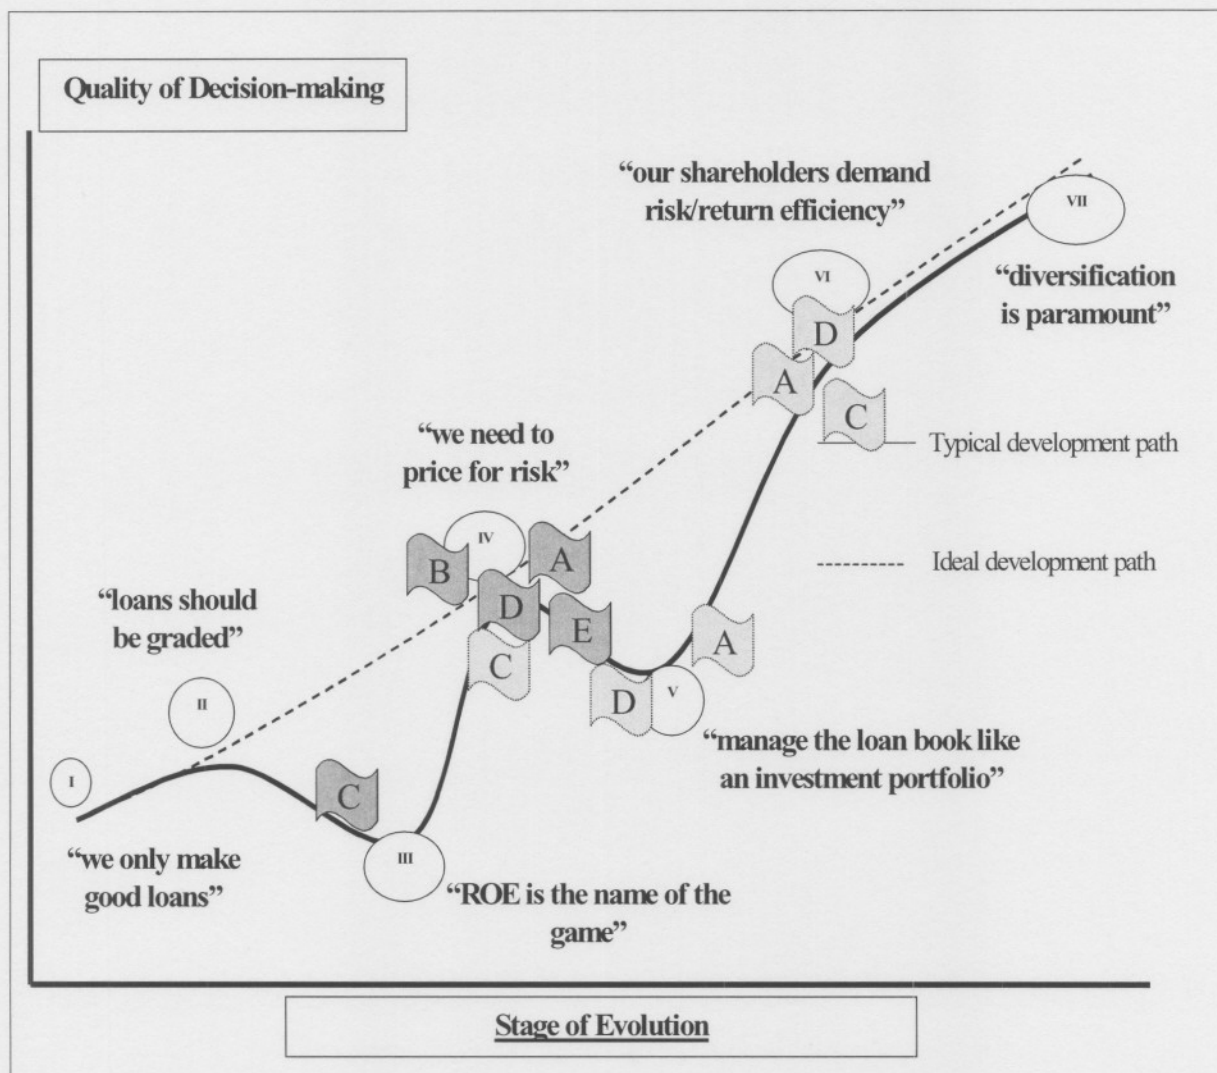 Quality of Decision-making
“our shareholders demand
risk/return efficiency”
VII
VI
“diversification
is paramount”
D
A
C
“we need to
price for risk”
Typical development path
IV
B
A
Ideal development path
“loans should
be graded”
D
E
C
A
II
D
V
“manage the loan book like
an investment portfolio”
I
C
“we only make
good loans”
III
“ROE is the name of the
game”
Stage of Evolution